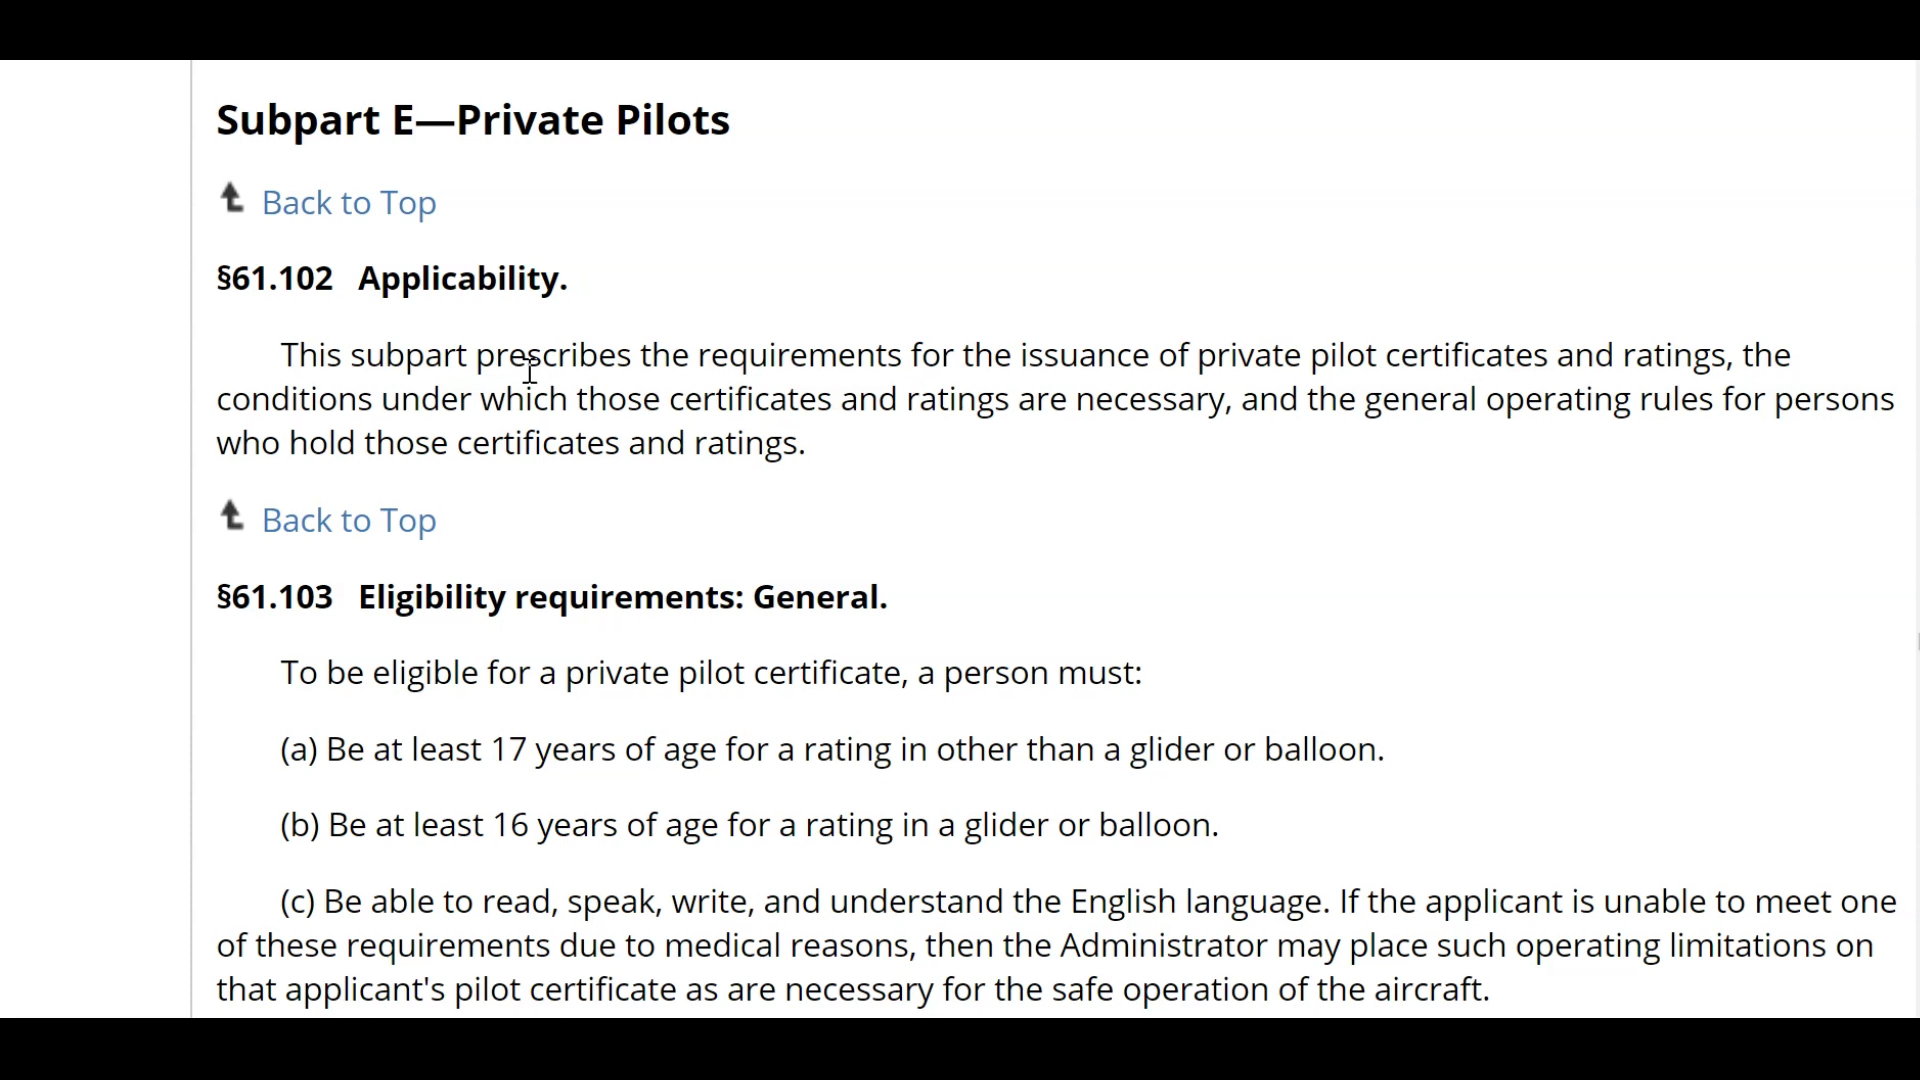 Subpart E—Private Pilots
Back to Top
§61.102 Applicability.
This subpart prescribes the requirements for the issuance of private pilot certificates and ratings, the
conditions under which those certificates and ratings are necessary, and the general operating rules for persons
who hold those certificates and ratings.
Back to Top
§61.103 Eligibility requirements: General.
To be eligible for a private pilot certificate, a person must:
(a) Be at least 17 years of age for a rating in other than a glider or balloon.
(b) Be at least 16 years of age for a rating in a glider or balloon.
(c) Be able to read, speak, write, and understand the English language. If the applicant is unable to meet one
of these requirements due to medical reasons, then the Administrator may place such operating limitations on
that applicant's pilot certificate as are necessary for the safe operation of the aircraft.